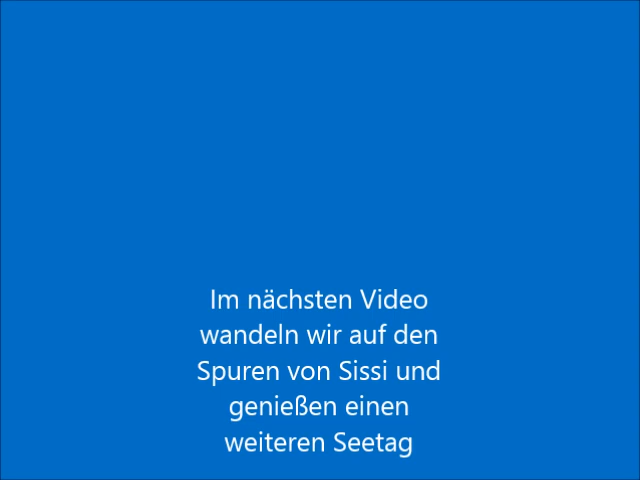 Im nächsten Video
wandeln wir auf den
Spuren von Sissi und
genießen einen
weiteren Seetag